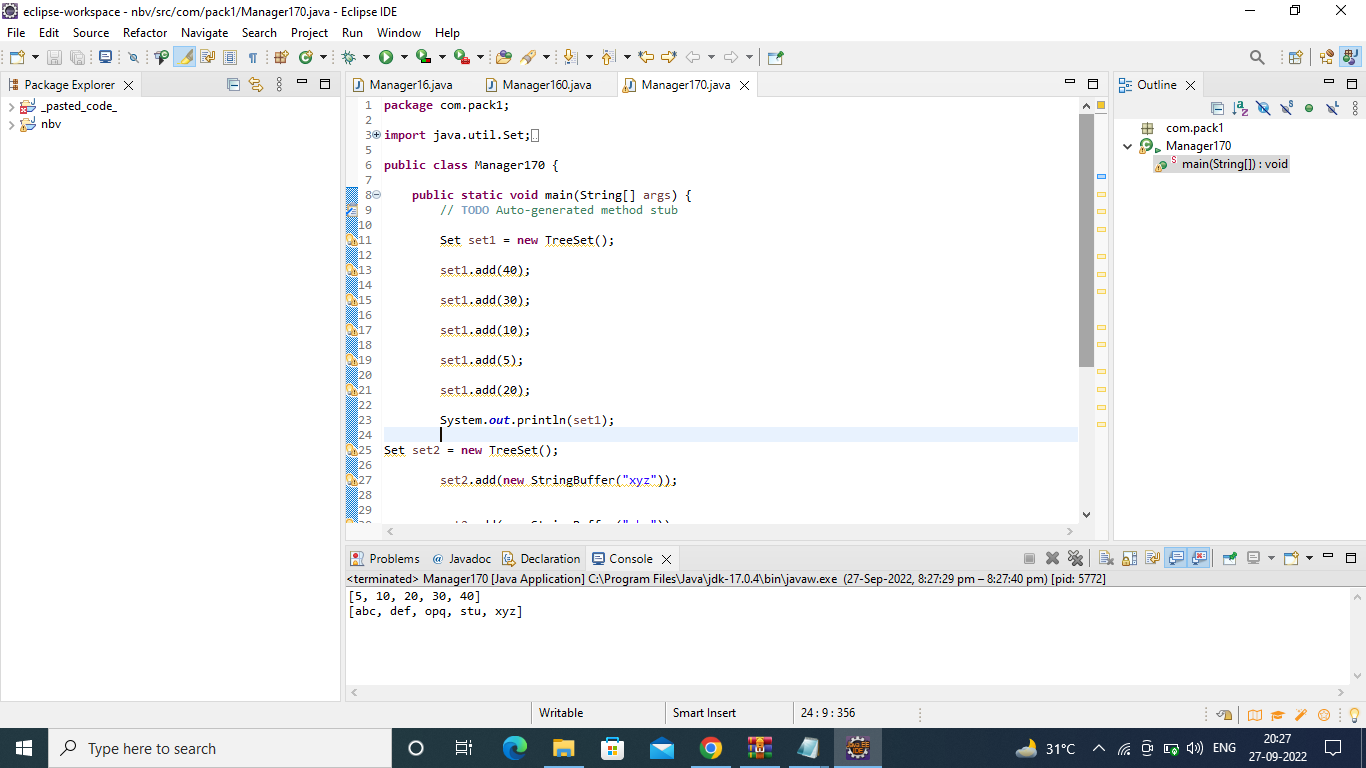 eclipse-workspace - nbv/src/com/pack1/Manager170.java - Eclipse IDE
File Edit Source Refactor Navigate Search Project Run Window Help
Package Explorer
_pasted_code_
nbv
Manager16.java Manager160.java Manager170.java
1 package com.pack1;
2
3 import java.util.Set;
5
6 public class Manager170 {
7
8 public static void main(String[] args) {
9 // TODO Auto-generated method stub
10
11 Set set1 = new TreeSet();
12
13 set1.add(40);
14
15 set1.add(30);
16
17 set1.add(10);
18
19 set1.add(5);
20
21 set1.add(20);
22
23 System.out.println(set1);
24
25 Set set2 = new TreeSet();
26
27 set2.add(new StringBuffer("xyz"));
28
29
Outline
com.pack1
Manager170
main(String[]) : void
Problems Javadoc Declaration Console
<terminated> Manager170 [Java Application] C:\Program Files\Java\jdk-17.0.4\bin\javaw.exe (27-Sep-2022, 8:27:29 pm – 8:27:40 pm) [pid: 5772]
[5, 10, 20, 30, 40]
[abc, def, opq, stu, xyz]
Writable Smart Insert 24 : 9 : 356
Type here to search
31°C ENG 20:27
27-09-2022